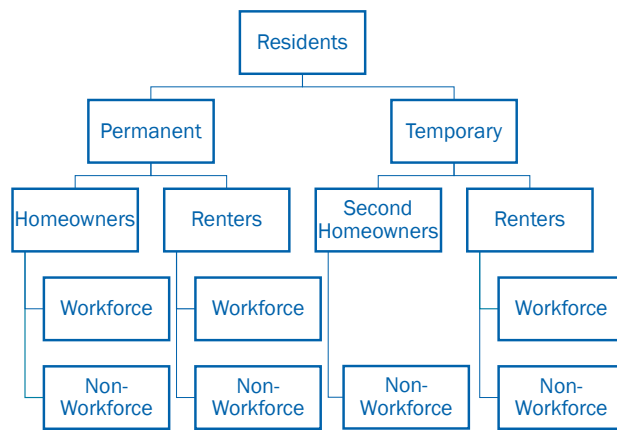 Residents
Permanent
Temporary
Homeowners
Renters
Second
Homeowners
Renters
Workforce
Workforce
Workforce
Non-
Workforce
Non-
Workforce
Non-
Workforce
Non-
Workforce